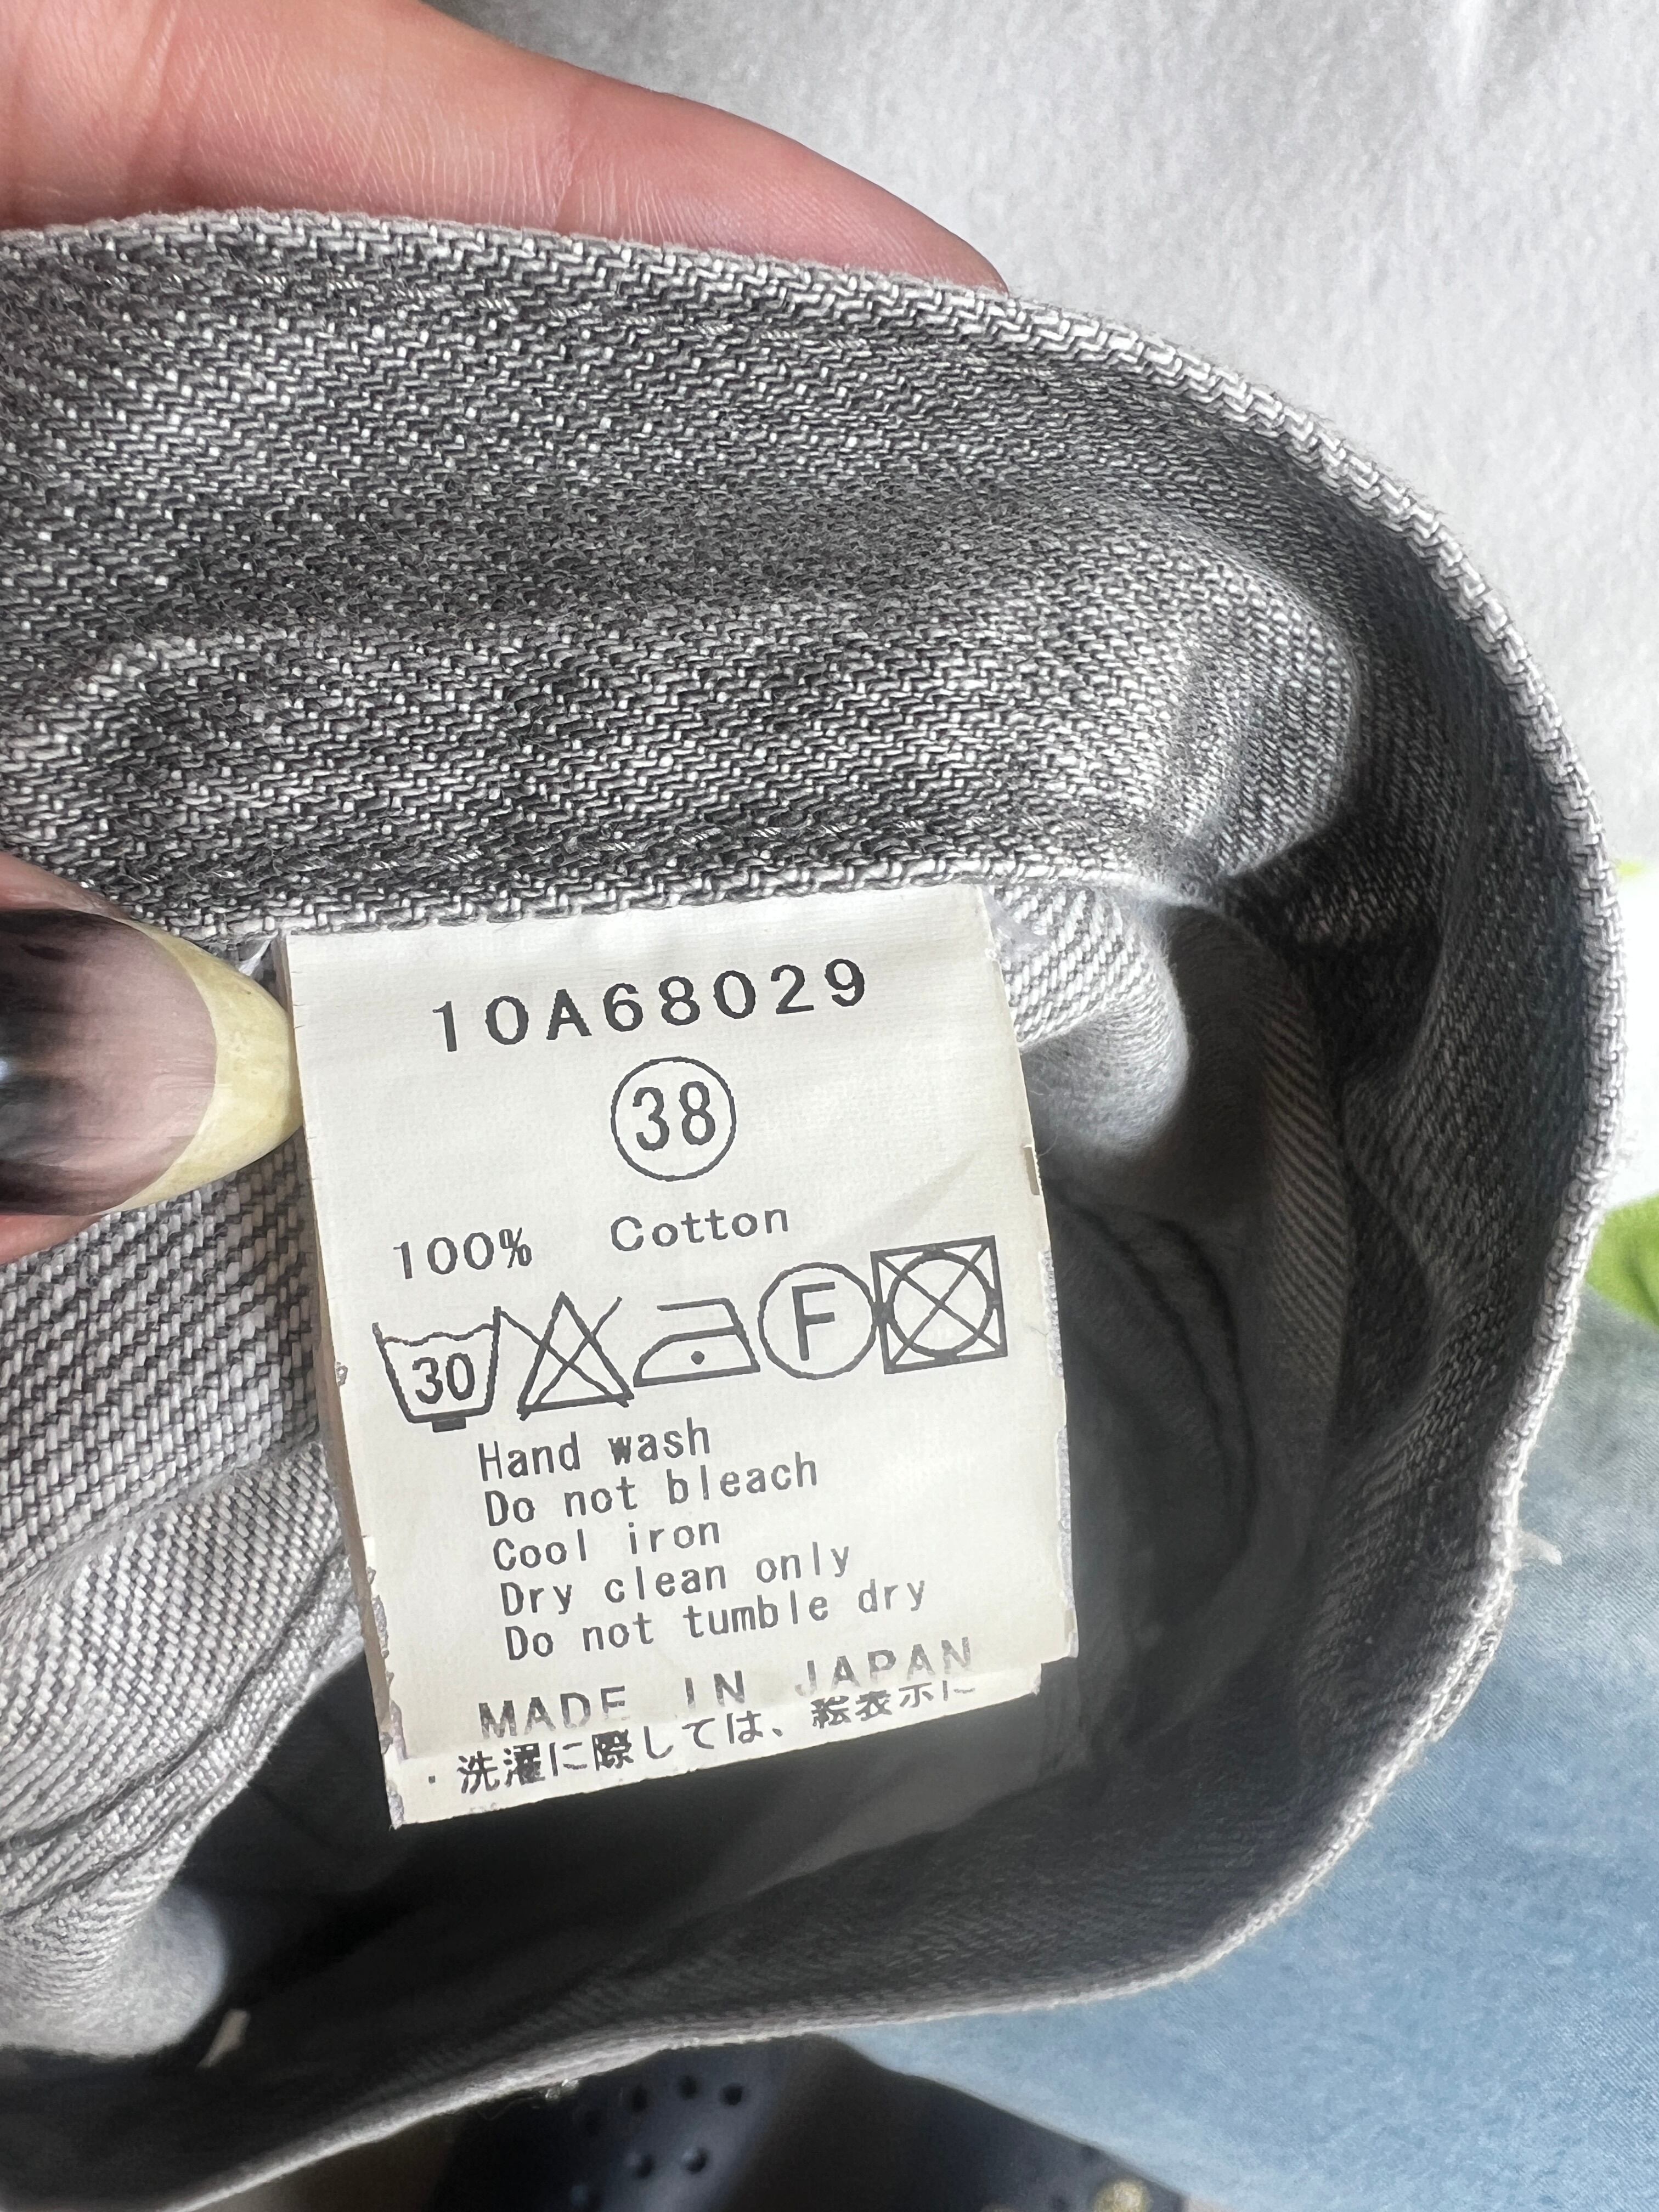 10A68029
38
100% Cotton
30 F
Hand wash
Do not bleach
Cool iron
Dry clean only
Do not tumble dry
MADE IN JAPAN
・洗濯に際しては、絵表示に